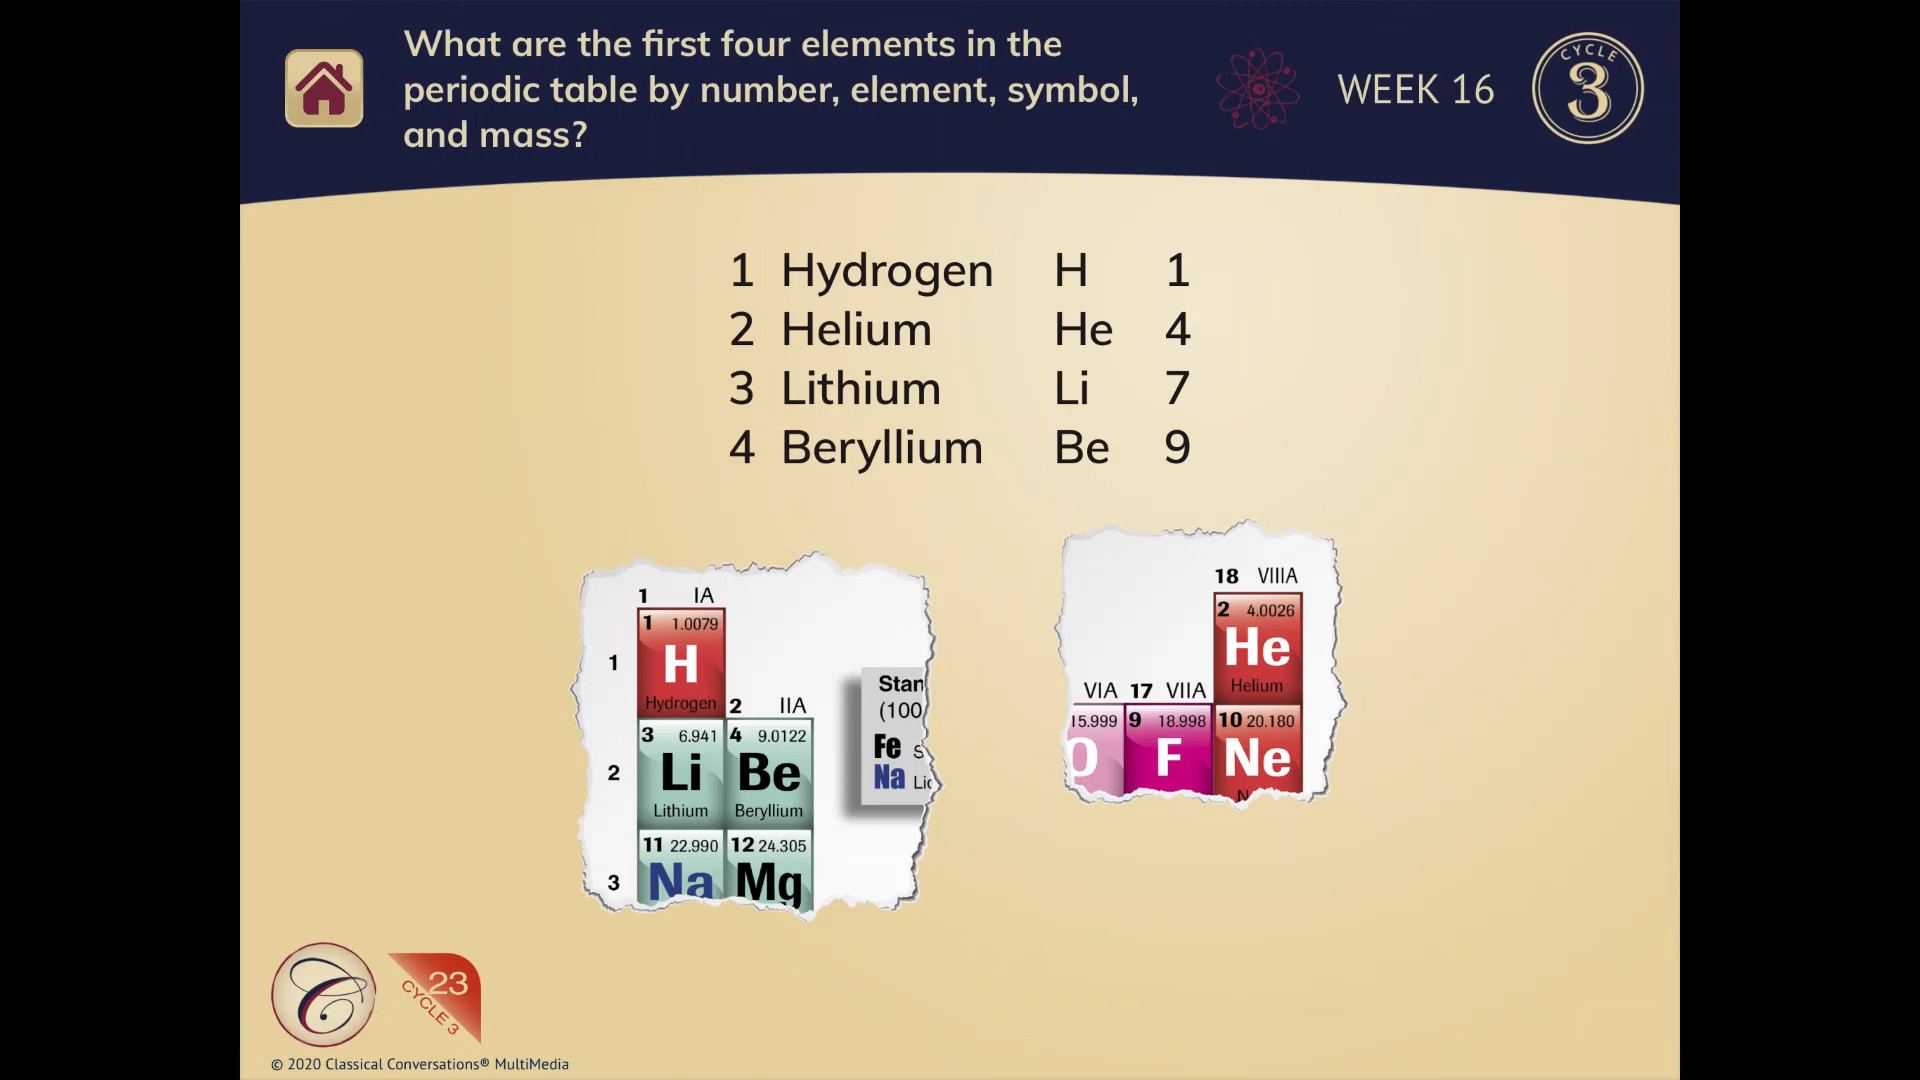 What are the first four elements in the
periodic table by number, element, symbol,
and mass?
WEEK 16
CYCLE
3
1 Hydrogen H 1
2 Helium He 4
3 Lithium Li 7
4 Beryllium Be 9
1 IA
1 1.0079
1 H
Hydrogen
2 IIA
3 6.941 4 9.0122
2 Li Be
Lithium Beryllium
11 22.990 12 24.305
3 Na Mg
Stan
(100
Fe S
Na Lic
18 VIIIA
2 4.0026
He
Helium
VIA 17 VIIA
15.999 9 18.998 10 20.180
O F Ne
N
C
23
CYCLE 3
© 2020 Classical Conversations® MultiMedia